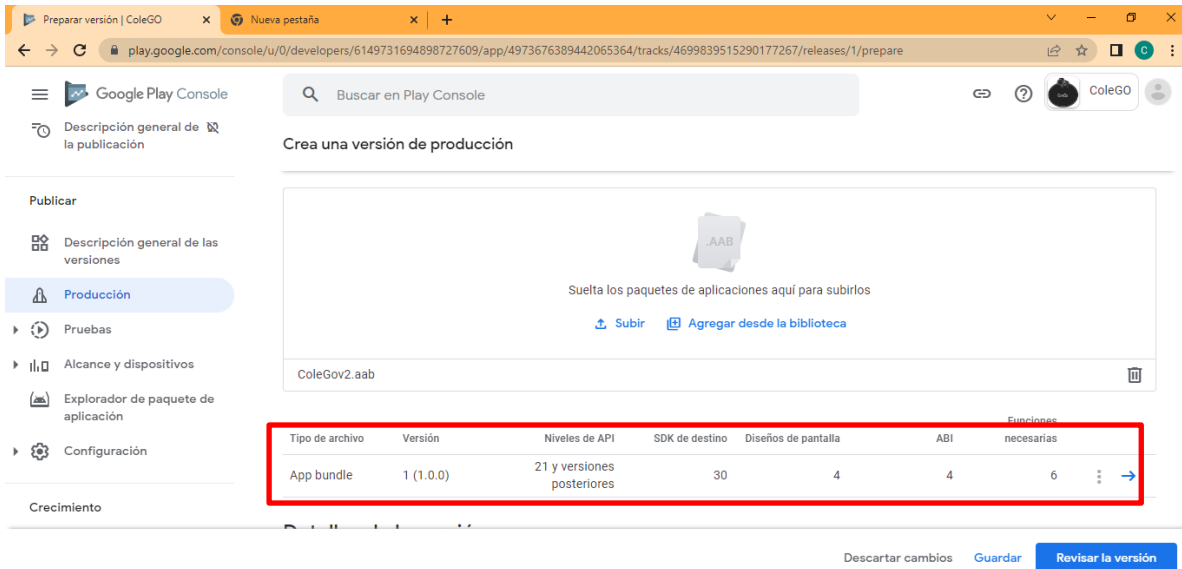 Preparar versión | ColeGO
Nueva pestaña
play.google.com/console/u/0/developers/6149731694898727609/app/4973676389442065364/tracks/4699839515290177267/releases/1/prepare
C
Google Play Console
Buscar en Play Console
ColeGO
Descripción general de
la publicación
Crea una versión de producción
Publicar
Descripción general de las
versiones
Producción
Pruebas
Alcance y dispositivos
Explorador de paquete de
aplicación
Configuración
Crecimiento
.AAB
Suelta los paquetes de aplicaciones aquí para subirlos
Subir
Agregar desde la biblioteca
ColeGov2.aab
Tipo de archivo
Versión
Niveles de API
SDK de destino
Diseños de pantalla
ABI
Funciones
necesarias
App bundle
1 (1.0.0)
21 y versiones
posteriores
30
4
4
6
Descartar cambios
Guardar
Revisar la versión